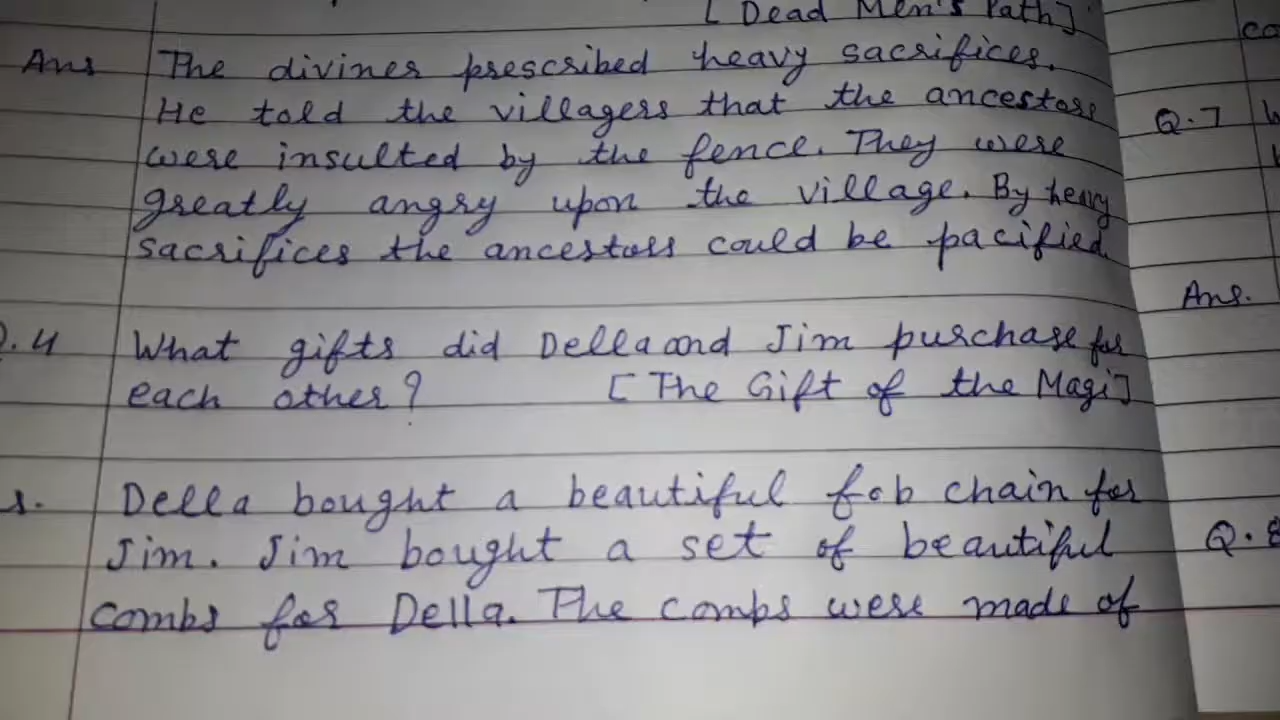 [Dead Men's Path]
Ans The diviner prescribed heavy sacrifices.
He told the villagers that the ancestors
were insulted by the fence. They were
greatly angry upon the village. By heavy
sacrifices the ancestors could be pacified.
Q.4 What gifts did Della and Jim purchase for
each other? [The Gift of the Magi]
s. Della bought a beautiful fob chain for
Jim. Jim bought a set of beautiful
combs for Della. The combs were made of
co
Q.7
Ans.
Q.8